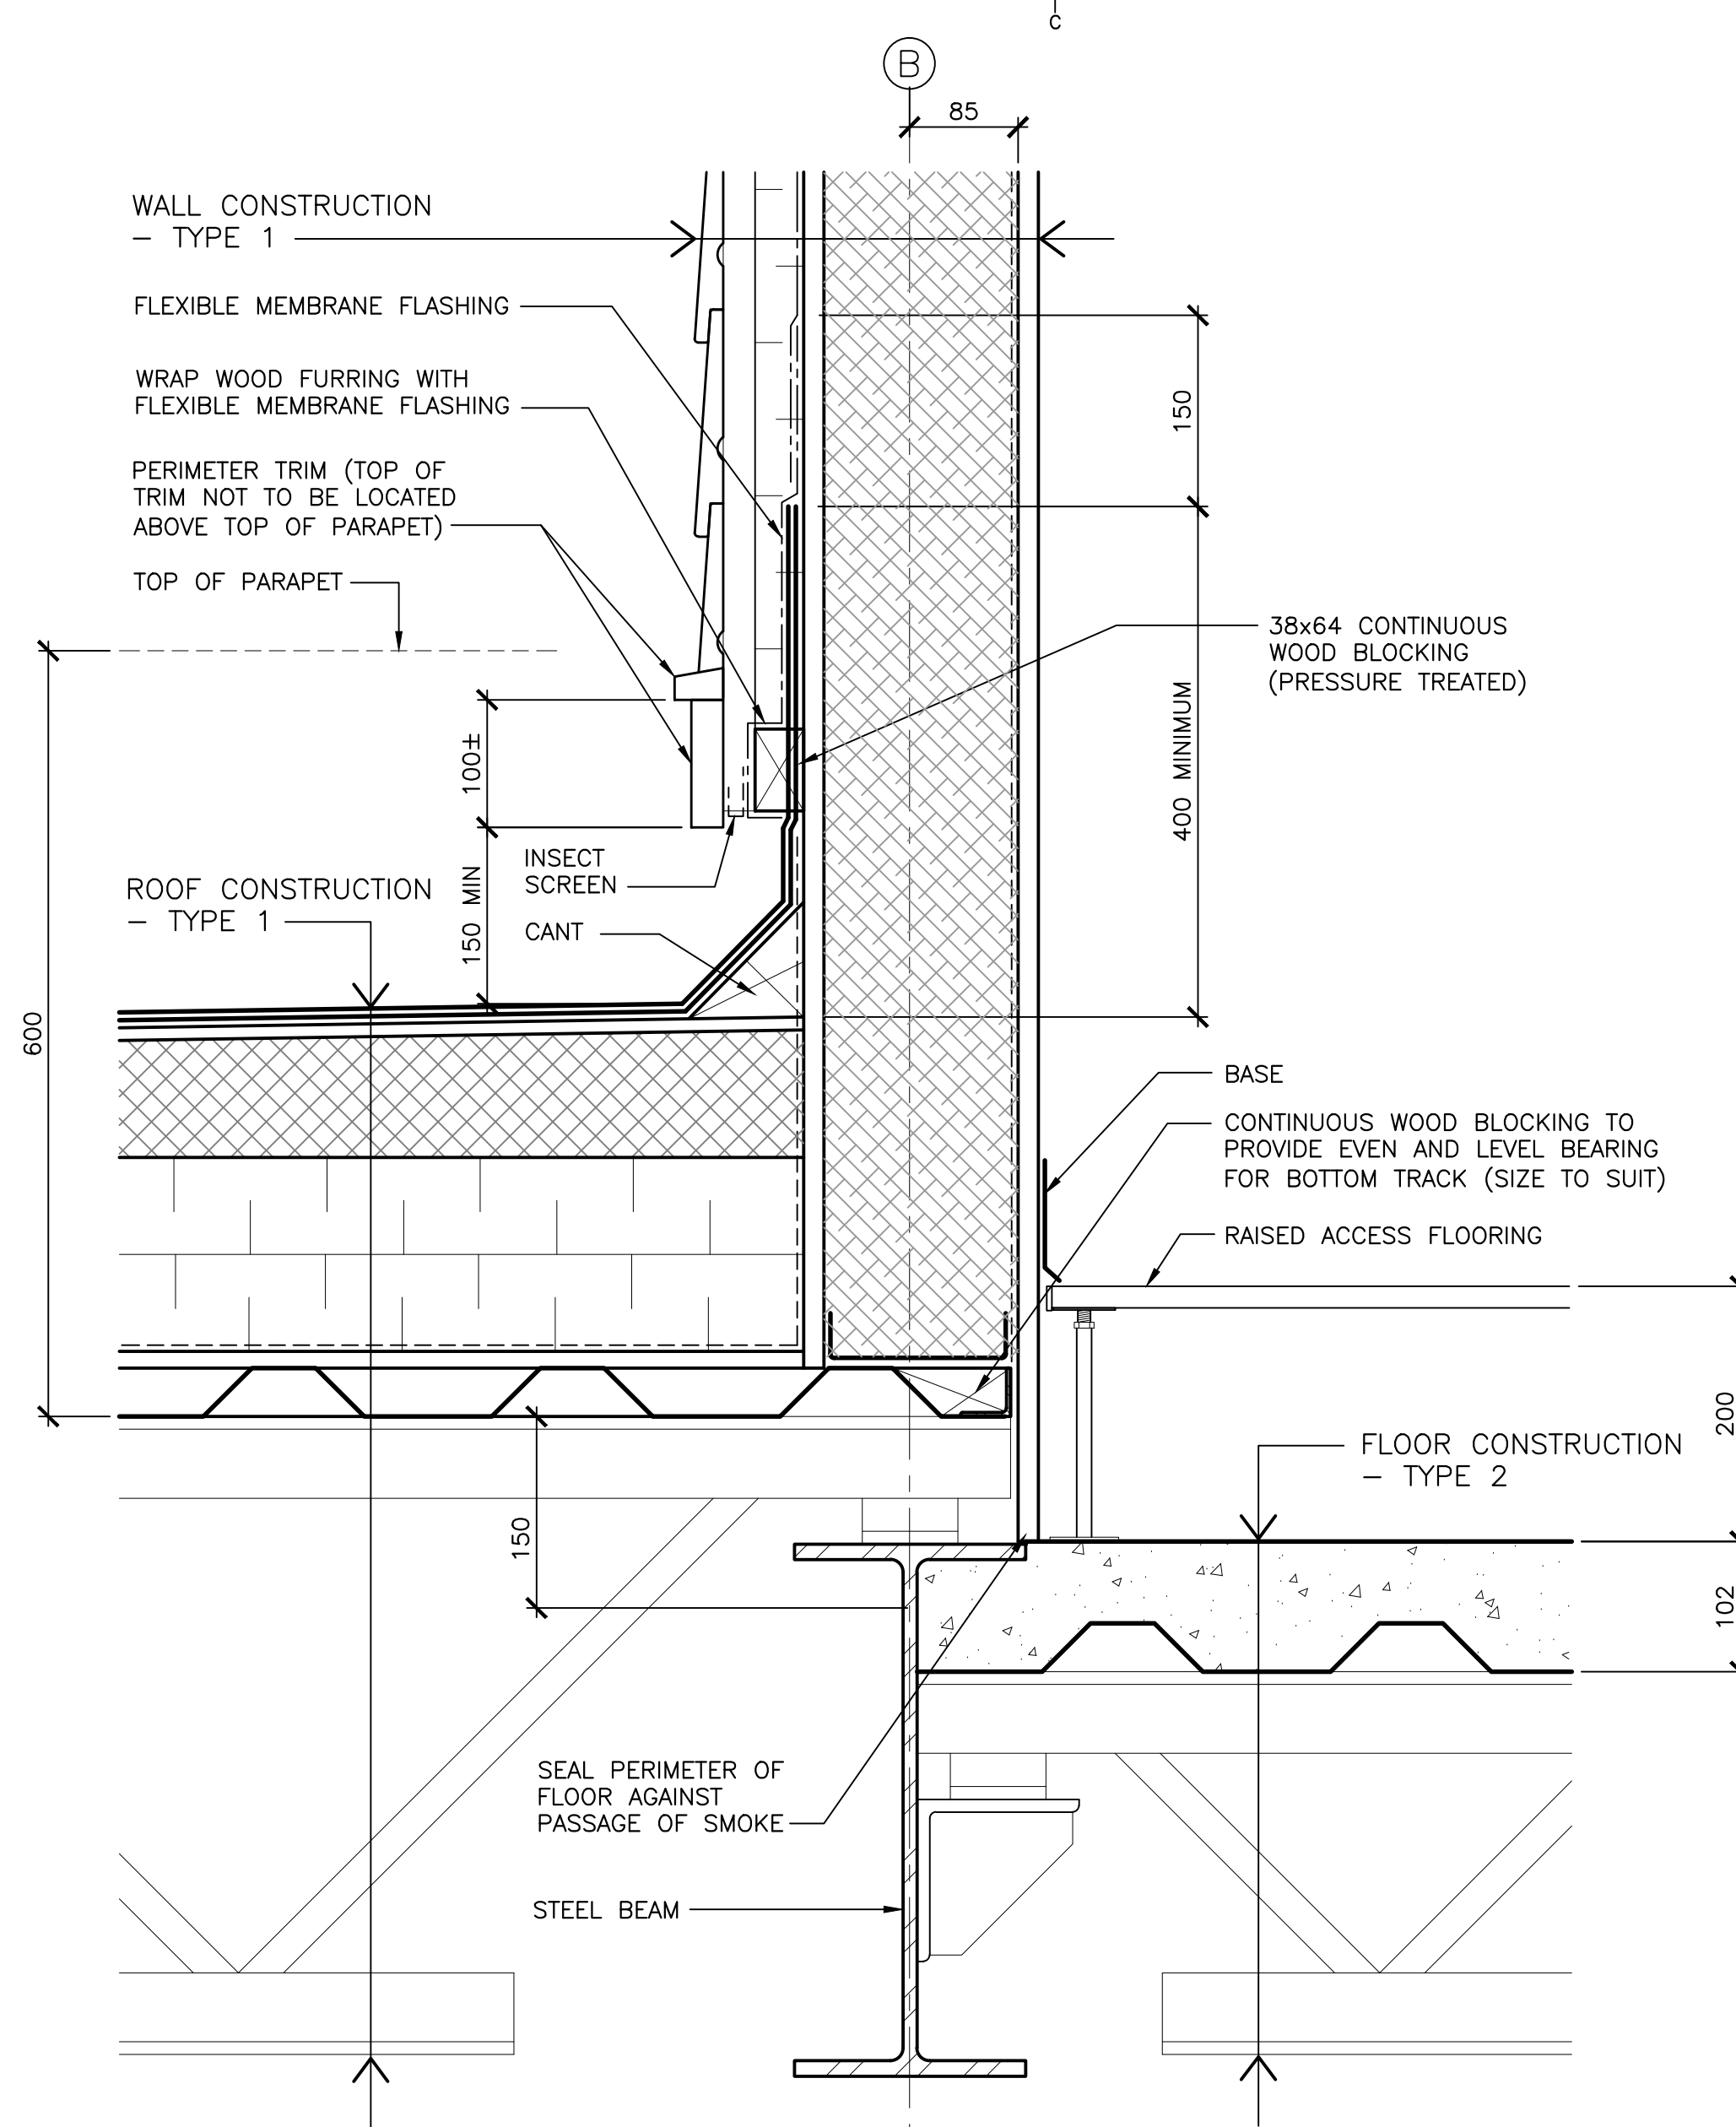 C
B
85
WALL CONSTRUCTION
- TYPE 1
FLEXIBLE MEMBRANE FLASHING
WRAP WOOD FURRING WITH
FLEXIBLE MEMBRANE FLASHING
150
PERIMETER TRIM (TOP OF
TRIM NOT TO BE LOCATED
ABOVE TOP OF PARAPET)
TOP OF PARAPET
38x64 CONTINUOUS
WOOD BLOCKING
(PRESSURE TREATED)
100±
400 MINIMUM
INSECT
SCREEN
ROOF CONSTRUCTION
- TYPE 1
150 MIN
CANT
600
BASE
CONTINUOUS WOOD BLOCKING TO
PROVIDE EVEN AND LEVEL BEARING
FOR BOTTOM TRACK (SIZE TO SUIT)
RAISED ACCESS FLOORING
200
FLOOR CONSTRUCTION
- TYPE 2
150
102
SEAL PERIMETER OF
FLOOR AGAINST
PASSAGE OF SMOKE
STEEL BEAM